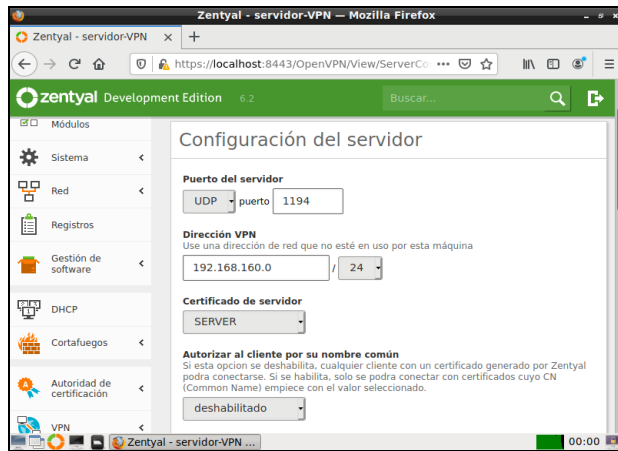 Zentyal - servidor-VPN — Mozilla Firefox
Zentyal - servidor-VPN
https://localhost:8443/OpenVPN/View/ServerCo
zentyal Development Edition 6.2
Buscar...
Módulos
Sistema
Red
Registros
Gestión de
software
DHCP
Cortafuegos
Autoridad de
certificación
VPN
Configuración del servidor
Puerto del servidor
UDP puerto 1194
Dirección VPN
Use una dirección de red que no esté en uso por esta máquina
192.168.160.0 / 24
Certificado de servidor
SERVER
Autorizar al cliente por su nombre común
Si esta opcion se deshabilita, cualquier cliente con un certificado generado por Zentyal
podra conectarse. Si se habilita, solo se podra conectar con certificados cuyo CN
(Common Name) empiece con el valor seleccionado.
deshabilitado
Zentyal - servidor-VPN ...
00:00